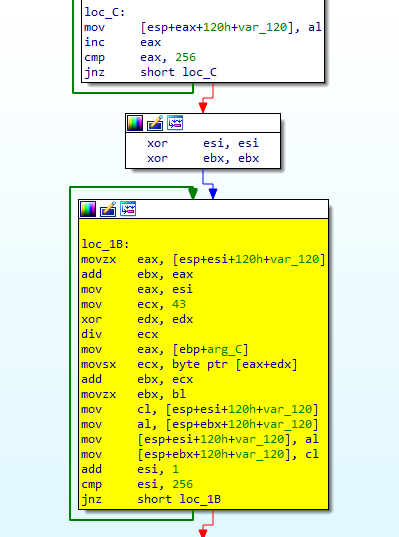 loc_C:
mov [esp+eax+120h+var_120], al
inc eax
cmp eax, 256
jnz short loc_C
xor esi, esi
xor ebx, ebx
loc_1B:
movzx eax, [esp+esi+120h+var_120]
add ebx, eax
mov eax, esi
mov ecx, 43
xor edx, edx
div ecx
mov eax, [ebp+arg_C]
movsx ecx, byte ptr [eax+edx]
add ebx, ecx
movzx ebx, bl
mov cl, [esp+esi+120h+var_120]
mov al, [esp+ebx+120h+var_120]
mov [esp+esi+120h+var_120], al
mov [esp+ebx+120h+var_120], cl
add esi, 1
cmp esi, 256
jnz short loc_1B